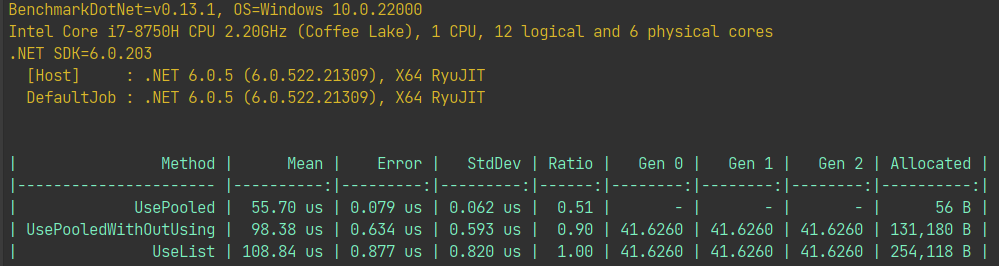 BenchmarkDotNet=v0.13.1, OS=Windows 10.0.22000
Intel Core i7-8750H CPU 2.20GHz (Coffee Lake), 1 CPU, 12 logical and 6 physical cores
.NET SDK=6.0.203
  [Host]     : .NET 6.0.5 (6.0.522.21309), X64 RyuJIT
  DefaultJob : .NET 6.0.5 (6.0.522.21309), X64 RyuJIT
|               Method |      Mean |    Error |   StdDev | Ratio |   Gen 0 |   Gen 1 |   Gen 2 | Allocated |
|--------------------- |----------:|---------:|---------:|------:|--------:|--------:|--------:|----------:|
|            UsePooled |  55.70 us | 0.079 us | 0.062 us |  0.51 |       - |       - |       - |      56 B |
| UsePooledWithOutUsing |  98.38 us | 0.634 us | 0.593 us |  0.90 | 41.6260 | 41.6260 | 41.6260 | 131,180 B |
|              UseList | 108.84 us | 0.877 us | 0.820 us |  1.00 | 41.6260 | 41.6260 | 41.6260 | 254,118 B |